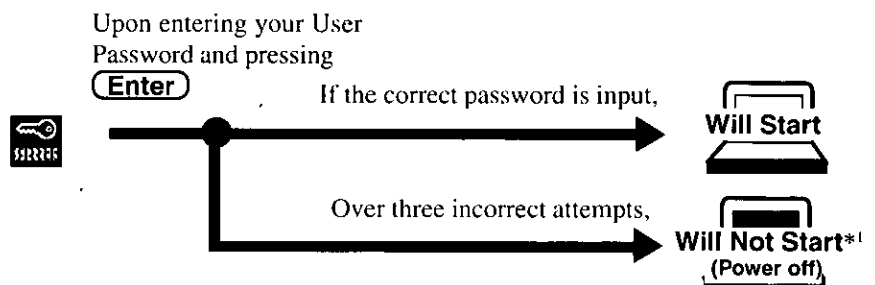 Upon entering your User
Password and pressing
Enter
If the correct password is input,
Will Start
Over three incorrect attempts,
Will Not Start*1
(Power off)